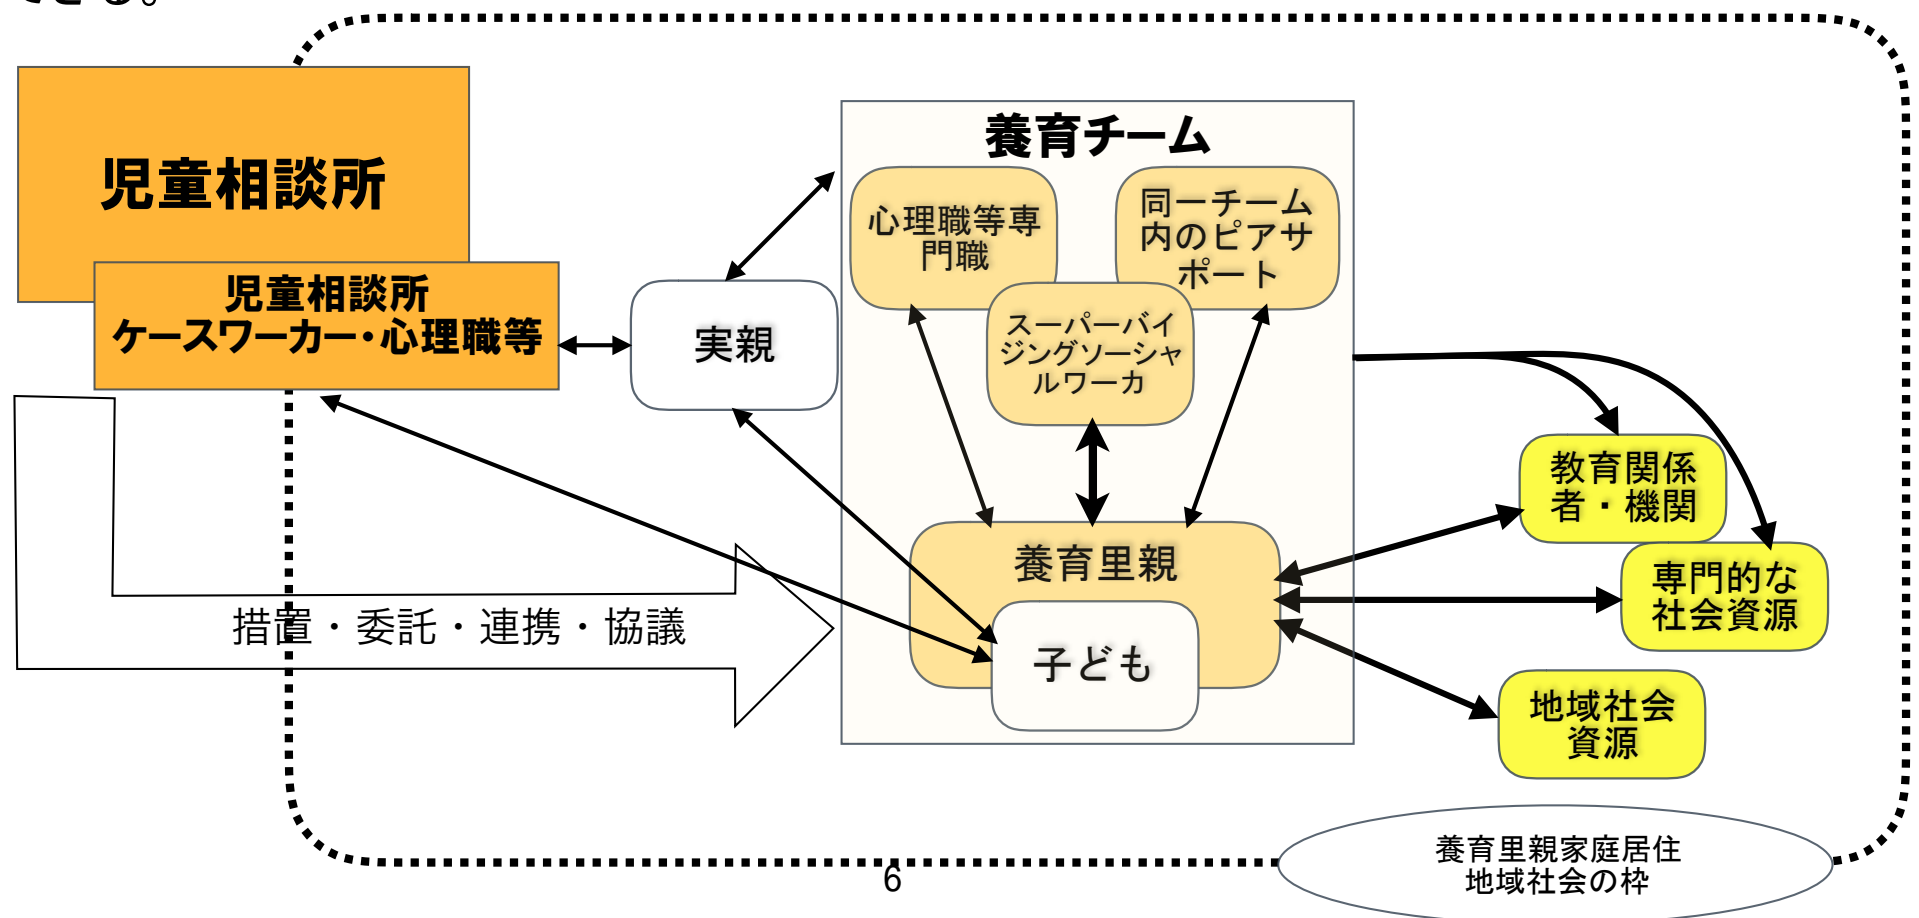 できる。
児童相談所
児童相談所
ケースワーカー・心理職等
実親
養育チーム
心理職等専
門職
同一チーム
内のピアサ
ポート
スーパーバイ
ジングソーシャ
ルワーカ
養育里親
子ども
措置・委託・連携・協議
教育関係
者・機関
専門的な
社会資源
地域社会
資源
養育里親家庭居住
地域社会の枠
6